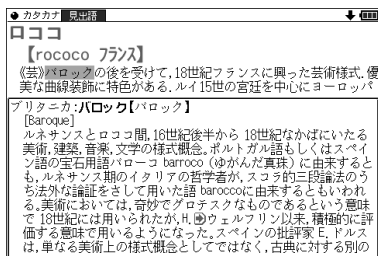 カタカナ 見出語
ロココ
【rococo フランス】
《芸》バロックの後を受けて,18世紀フランスに興った芸術様式.優
美な曲線装飾に特色がある.ルイ15世の宮廷を中心にヨーロッパ
ブリタニカ:バロック【バロック】
[Baroque]
ルネサンスとロココ間,16世紀後半から 18世紀なかばにいたる
美術,建築,音楽,文学の様式概念。ポルトガル語もしくはスペイ
ン語の宝石用語バローコ barroco (ゆがんだ真珠) に由来すると
も,ルネサンス期のイタリアの哲学者が,スコラ的三段論法のう
ち法外な論証をさして用いた語 baroccoに由来するともいわれ
る。美術においては,奇妙でグロテスクなものであるという意味
で 18世紀には用いられたが,H.ウェルフリン以来,積極的に評
価する意味で用いるようになった。スペインの批評家 E.ドルス
は,単なる美術上の様式概念としてではなく,古典に対する別の